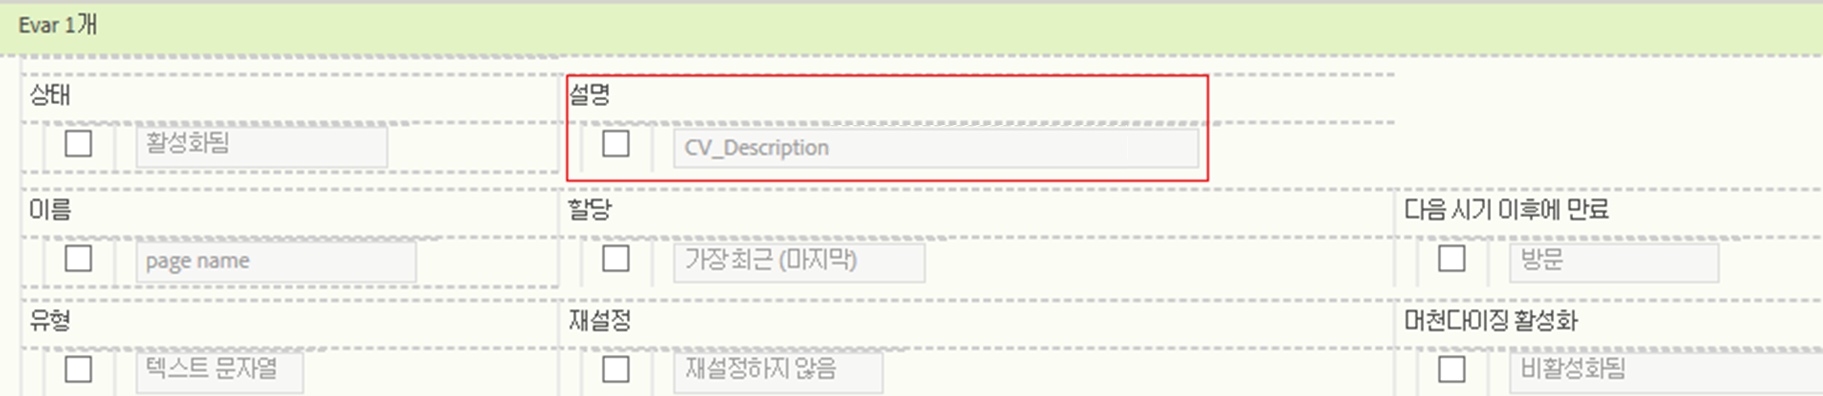 Evar 1개
상태 설명
활성화됨 CV_Description
이름 할당 다음 시기 이후에 만료
page name 가장 최근 (마지막) 방문
유형 재설정 머천다이징 활성화
텍스트 문자열 재설정하지 않음 비활성화됨